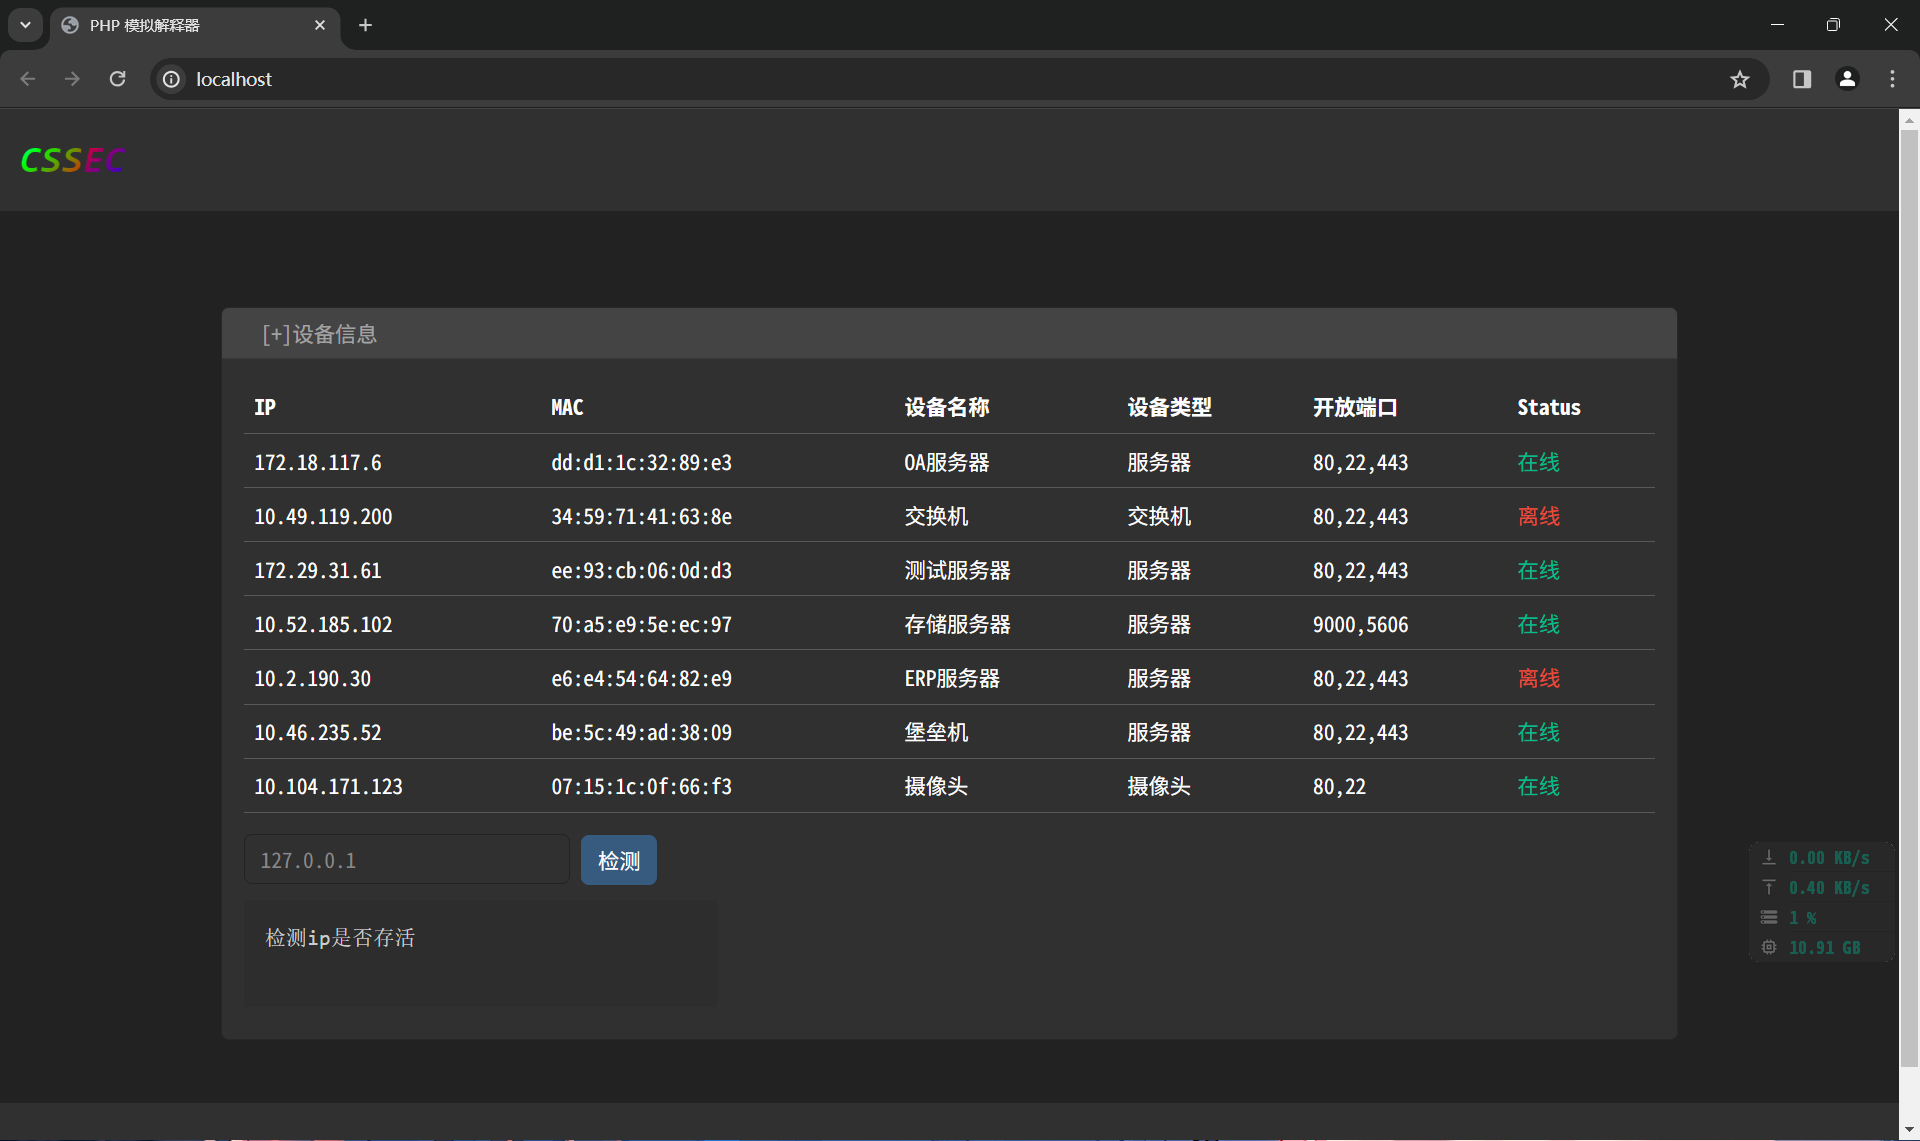 PHP 模拟解释器
localhost
CSSEC
[+]设备信息
IP MAC 设备名称 设备类型 开放端口 Status
172.18.117.6 dd:d1:1c:32:89:e3 OA服务器 服务器 80,22,443 在线
10.49.119.200 34:59:71:41:63:8e 交换机 交换机 80,22,443 离线
172.29.31.61 ee:93:cb:06:0d:d3 测试服务器 服务器 80,22,443 在线
10.52.185.102 70:a5:e9:5e:ec:97 存储服务器 服务器 9000,5606 在线
10.2.190.30 e6:e4:54:64:82:e9 ERP服务器 服务器 80,22,443 离线
10.46.235.52 be:5c:49:ad:38:09 堡垒机 服务器 80,22,443 在线
10.104.171.123 07:15:1c:0f:66:f3 摄像头 摄像头 80,22 在线
127.0.0.1 检测
检测ip是否存活
0.00 KB/s
0.40 KB/s
1 %
10.91 GB